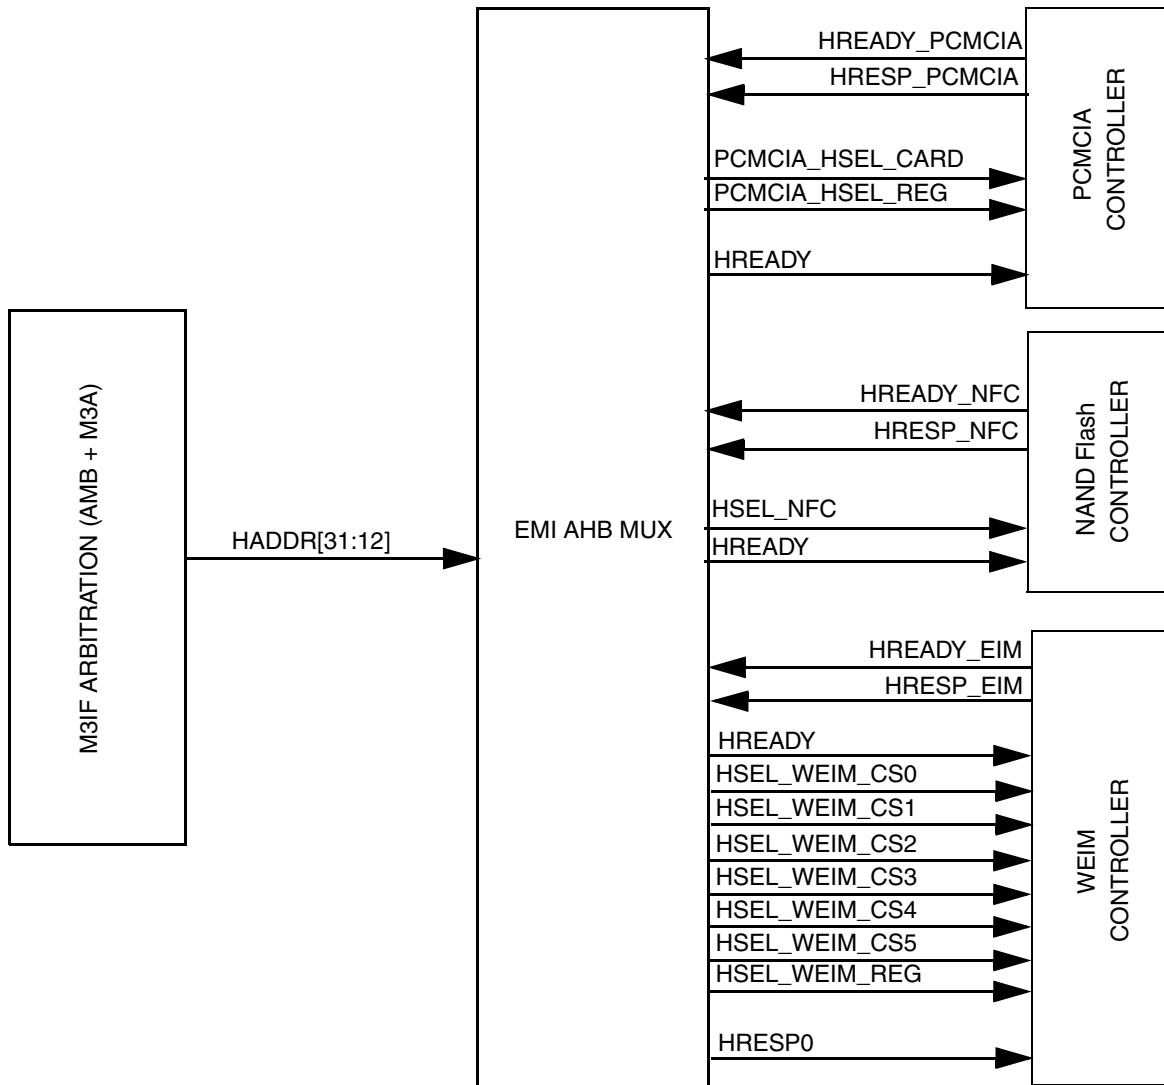 HREADY_PCMCIA
HRESP_PCMCIA
PCMCIA_HSEL_CARD
PCMCIA_HSEL_REG
HREADY
PCMCIA
CONTROLLER
HREADY_NFC
HRESP_NFC
HSEL_NFC
HREADY
NAND Flash
CONTROLLER
M3IF ARBITRATION (AMB + M3A)
HADDR[31:12]
EMI AHB MUX
HREADY_EIM
HRESP_EIM
HREADY
HSEL_WEIM_CS0
HSEL_WEIM_CS1
HSEL_WEIM_CS2
HSEL_WEIM_CS3
HSEL_WEIM_CS4
HSEL_WEIM_CS5
HSEL_WEIM_REG
HRESP0
WEIM
CONTROLLER